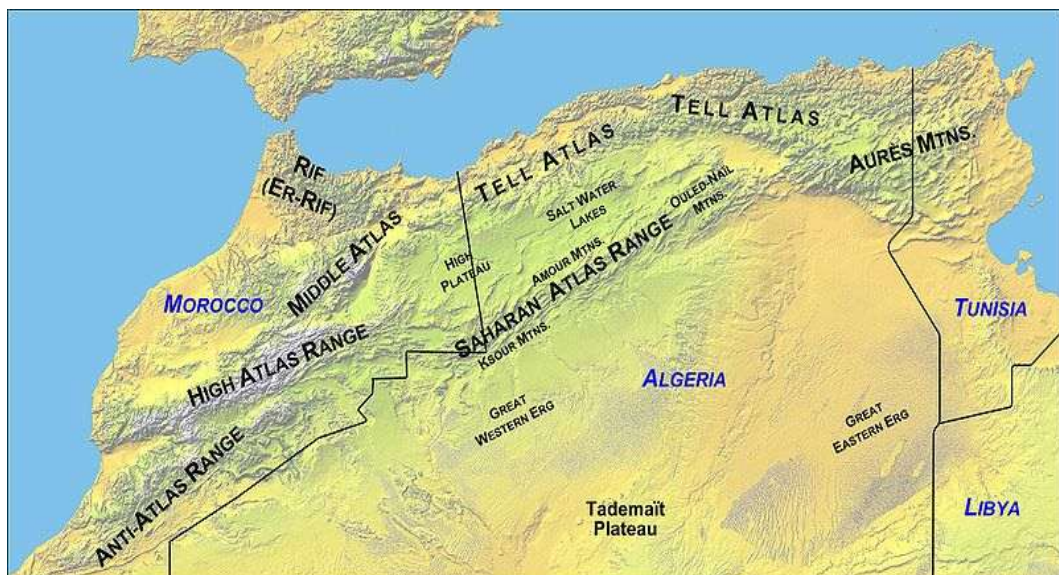 TELL ATLAS
TELL ATLAS
AURÈS MTNS.
RIF
(ER-RIF)
SALT WATER
LAKES
OULED-NAÏL
MTNS.
MIDDLE ATLAS
HIGH
PLATEAU
AMOUR MTNS.
SAHARAN ATLAS RANGE
KSOUR MTNS.
MOROCCO
TUNISIA
HIGH ATLAS RANGE
ALGERIA
GREAT
WESTERN ERG
GREAT
EASTERN ERG
ANTI-ATLAS RANGE
Tademaït
Plateau
LIBYA